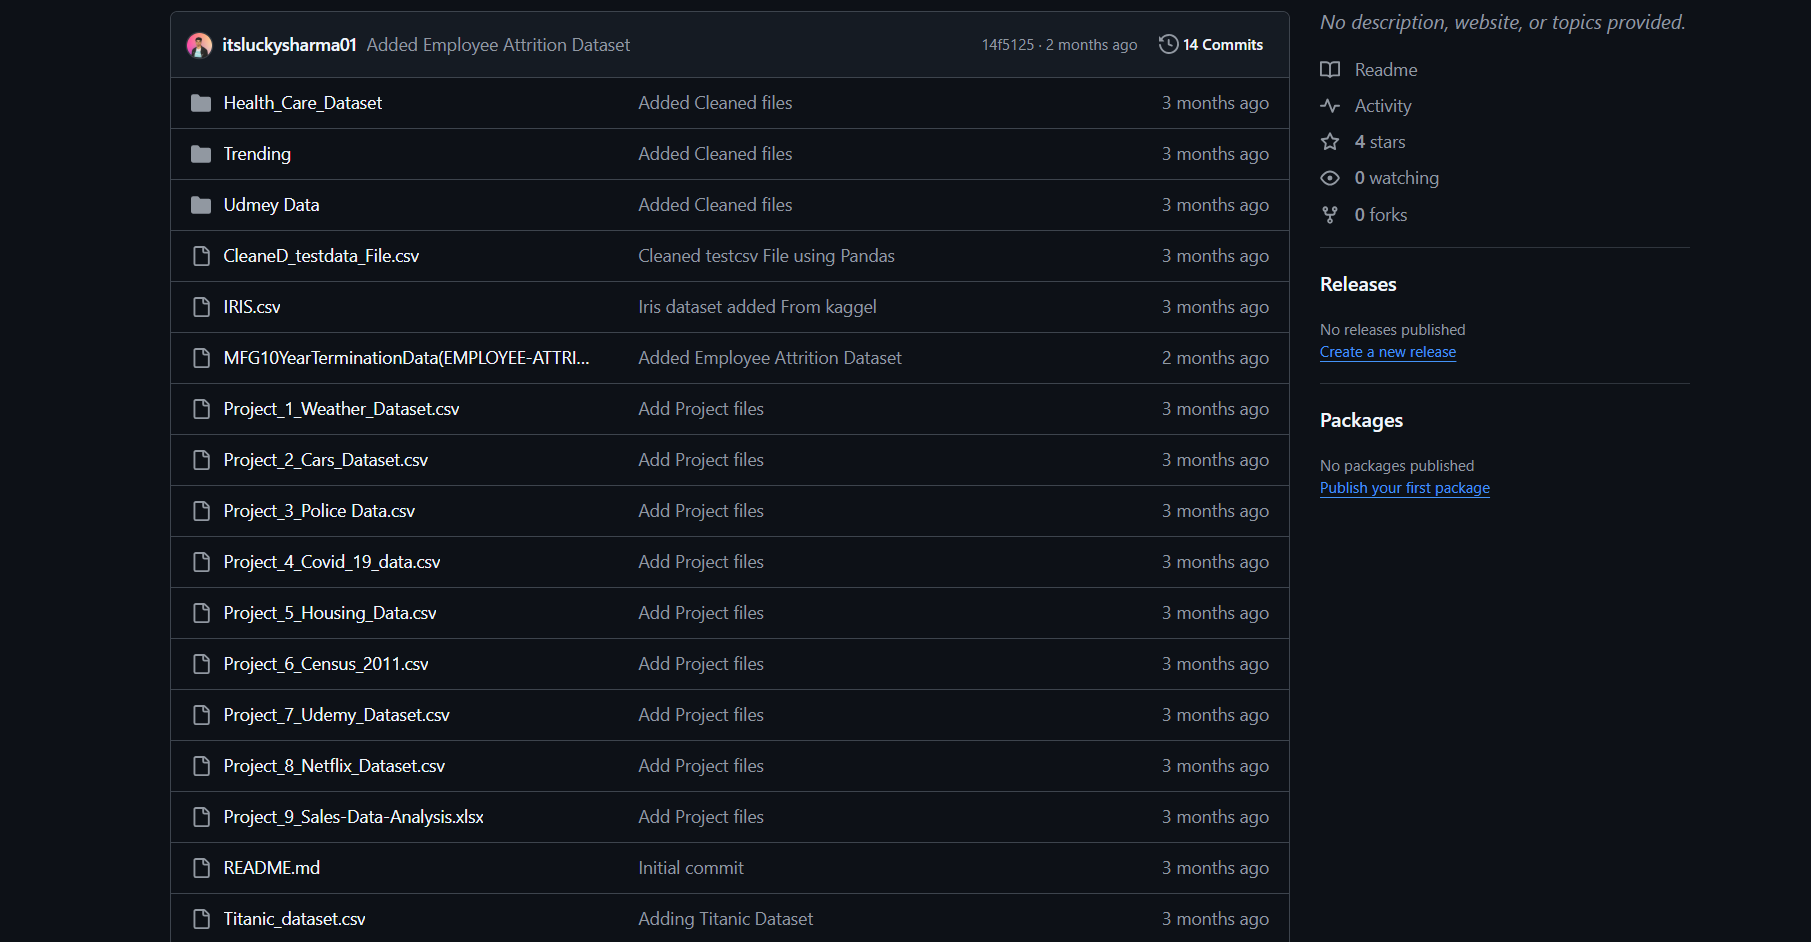 itsluckysharma01 Added Employee Attrition Dataset 14f5125 · 2 months ago 14 Commits
Health_Care_Dataset Added Cleaned files 3 months ago
Trending Added Cleaned files 3 months ago
Udmey Data Added Cleaned files 3 months ago
CleaneD_testdata_File.csv Cleaned testcsv File using Pandas 3 months ago
IRIS.csv Iris dataset added From kaggel 3 months ago
MFG10YearTerminationData(EMPLOYEE-ATTRI... Added Employee Attrition Dataset 2 months ago
Project_1_Weather_Dataset.csv Add Project files 3 months ago
Project_2_Cars_Dataset.csv Add Project files 3 months ago
Project_3_Police Data.csv Add Project files 3 months ago
Project_4_Covid_19_data.csv Add Project files 3 months ago
Project_5_Housing_Data.csv Add Project files 3 months ago
Project_6_Census_2011.csv Add Project files 3 months ago
Project_7_Udemy_Dataset.csv Add Project files 3 months ago
Project_8_Netflix_Dataset.csv Add Project files 3 months ago
Project_9_Sales-Data-Analysis.xlsx Add Project files 3 months ago
README.md Initial commit 3 months ago
Titanic_dataset.csv Adding Titanic Dataset 3 months ago
No description, website, or topics provided.
Readme
Activity
4 stars
0 watching
0 forks
Releases
No releases published
Create a new release
Packages
No packages published
Publish your first package